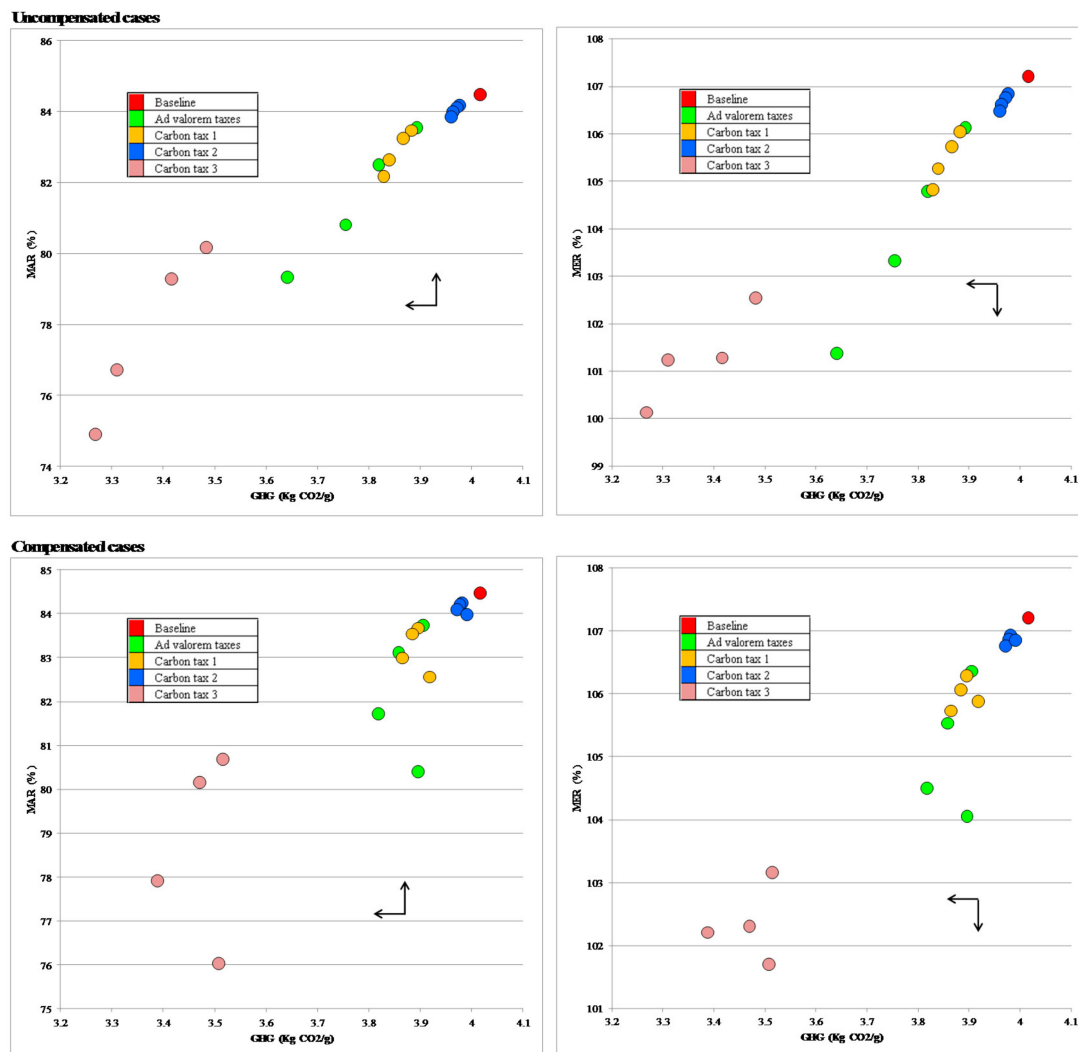 Uncompensated cases
86
84
82
80
78
76
74
MAR (%)
Baseline
Ad valorem taxes
Carbon tax 1
Carbon tax 2
Carbon tax 3
3.2 3.3 3.4 3.5 3.6 3.7 3.8 3.9 4 4.1
GHG (Kg CO2/g)
108
107
106
105
104
103
102
101
100
99
MER (%)
Baseline
Ad valorem taxes
Carbon tax 1
Carbon tax 2
Carbon tax 3
3.2 3.3 3.4 3.5 3.6 3.7 3.8 3.9 4 4.1
GHG (Kg CO2/g)
Compensated cases
85
84
83
82
81
80
79
78
77
76
75
MAR (%)
Baseline
Ad valorem taxes
Carbon tax 1
Carbon tax 2
Carbon tax 3
3.2 3.3 3.4 3.5 3.6 3.7 3.8 3.9 4 4.1
GHG (Kg CO2/g)
108
107
106
105
104
103
102
101
MER (%)
Baseline
Ad valorem taxes
Carbon tax 1
Carbon tax 2
Carbon tax 3
3.2 3.3 3.4 3.5 3.6 3.7 3.8 3.9 4 4.1
GHG (Kg CO2/g)